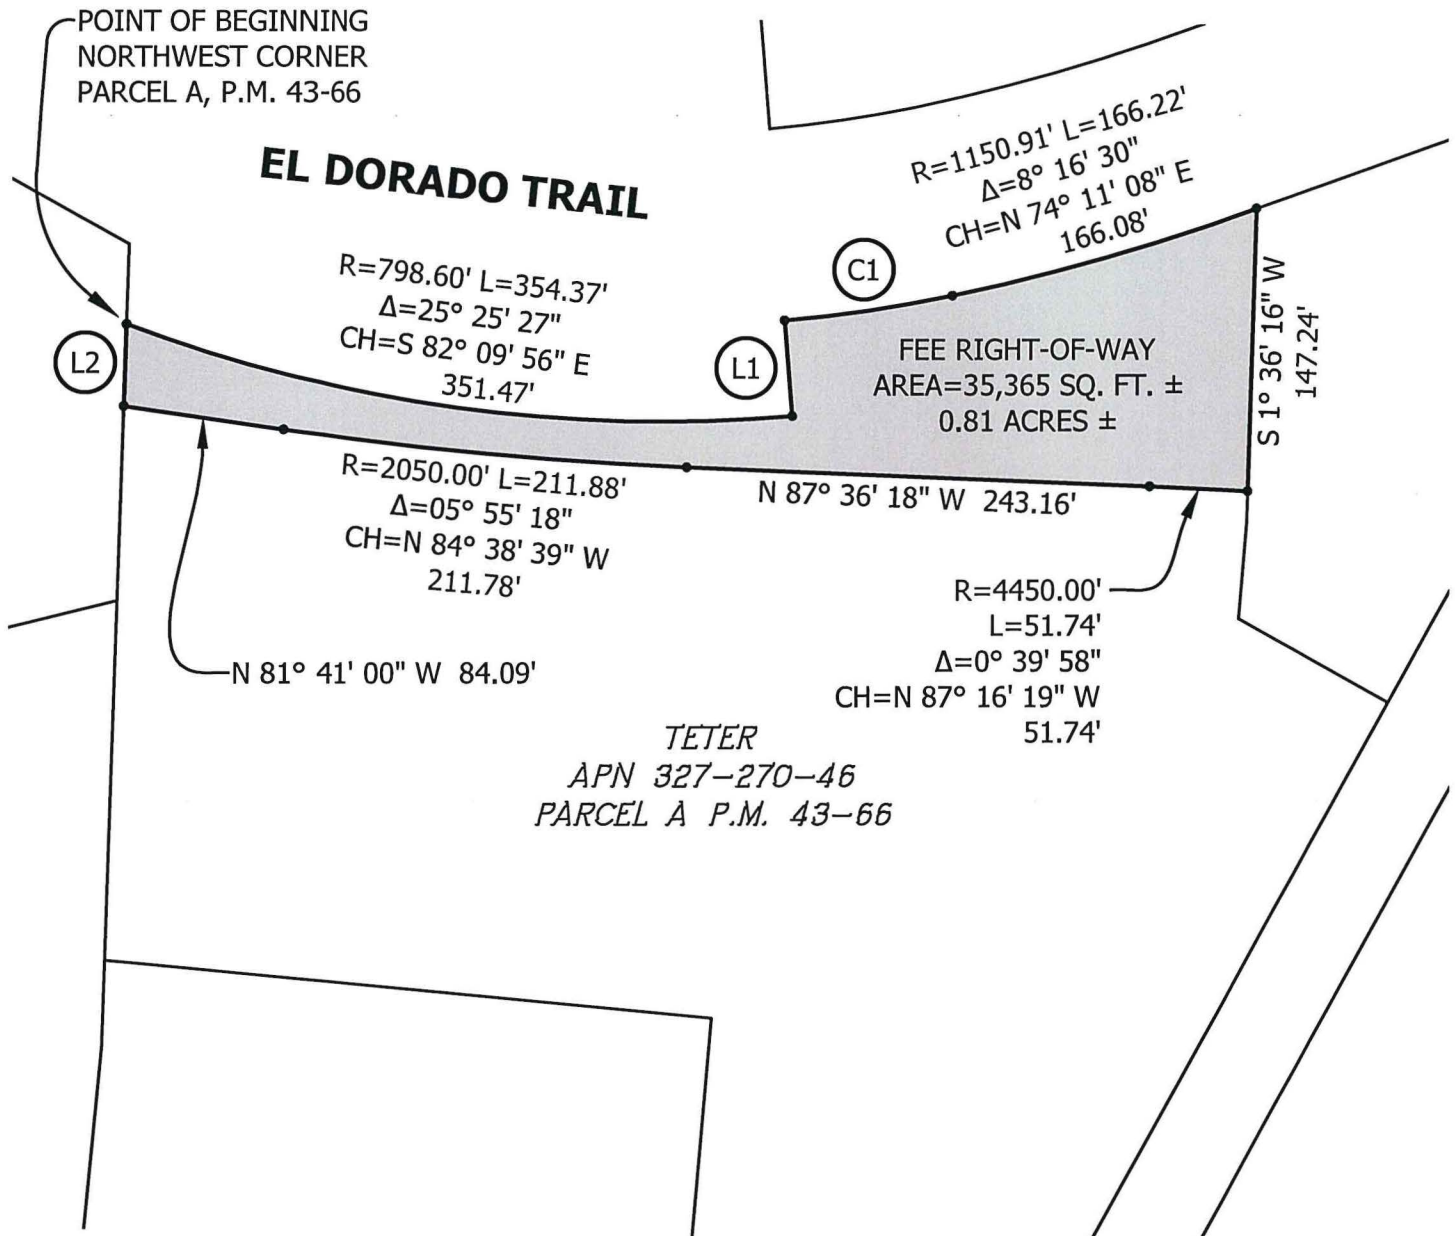 POINT OF BEGINNING
NORTHWEST CORNER
PARCEL A, P.M. 43-66
EL DORADO TRAIL
R=1150.91' L=166.22'
Δ=8° 16' 30"
CH=N 74° 11' 08" E
166.08'
R=798.60' L=354.37'
Δ=25° 25' 27"
CH=S 82° 09' 56" E
351.47'
C1
L2
L1
FEE RIGHT-OF-WAY
AREA=35,365 SQ. FT. ±
0.81 ACRES ±
S 1° 36' 16" W
147.24'
R=2050.00' L=211.88'
Δ=05° 55' 18"
CH=N 84° 38' 39" W
211.78'
N 87° 36' 18" W 243.16'
R=4450.00'
L=51.74'
Δ=0° 39' 58"
CH=N 87° 16' 19" W
51.74'
N 81° 41' 00" W 84.09'
TETER
APN 327-270-46
PARCEL A P.M. 43-66